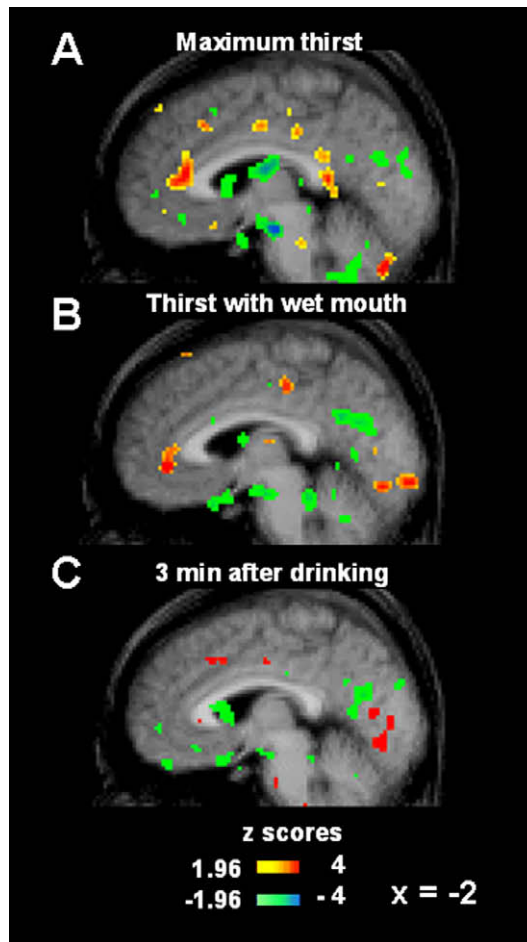 A
Maximum thirst
B
Thirst with wet mouth
C
3 min after drinking
z scores
1.96 4
-1.96 - 4
x = -2